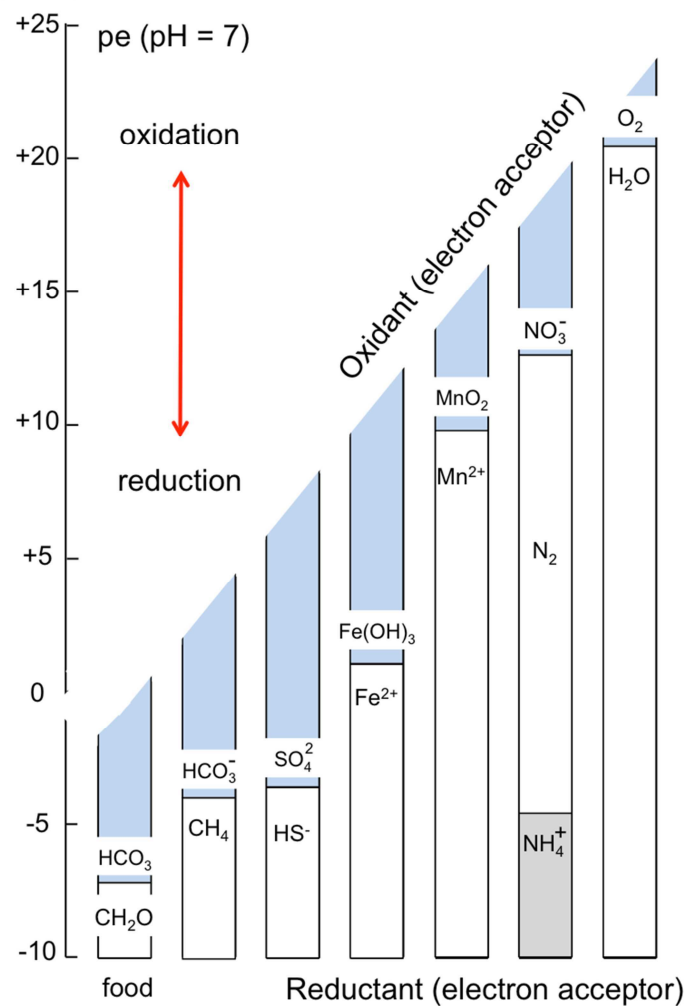 +25
pe (pH = 7)
oxidation
+20
+15
+10
reduction
+5
0
-5
-10
Oxidant (electron acceptor)
O₂
H₂O
NO₃⁻
N₂
NH₄⁺
MnO₂
Mn²⁺
Fe(OH)₃
Fe²⁺
SO₄²
HS⁻
HCO₃⁻
CH₄
HCO₃
CH₂O
food
Reductant (electron acceptor)